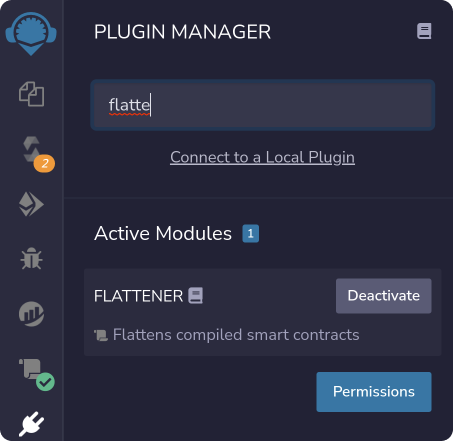 PLUGIN MANAGER
flatte
Connect to a Local Plugin
2
Active Modules 1
FLATTENER Deactivate
Flattens compiled smart contracts
Permissions